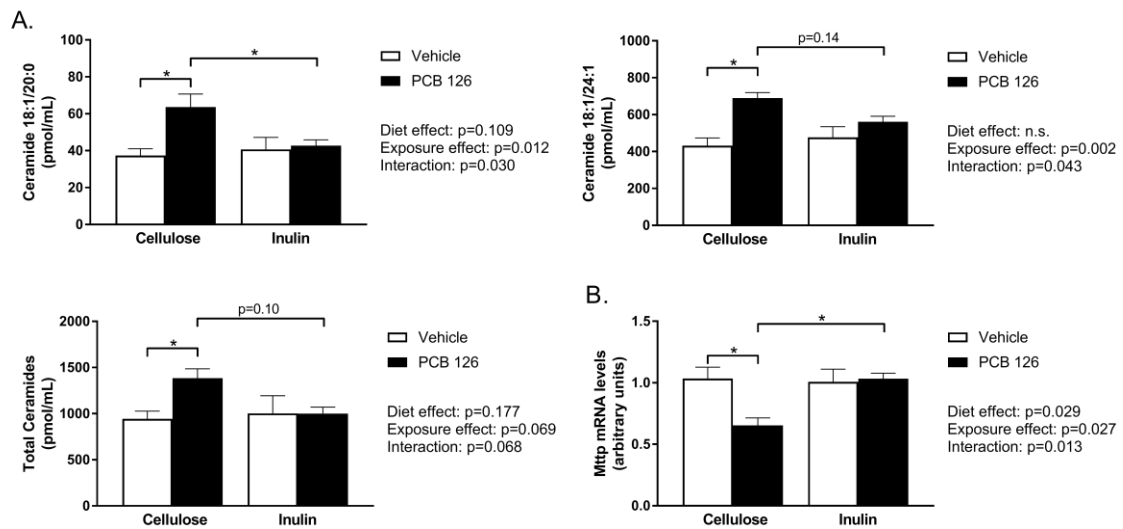 A.
Ceramide 18:1/20:0
(pmol/mL)
100
80
60
40
20
0
*
*
Cellulose
Inulin
Vehicle
PCB 126
Diet effect: p=0.109
Exposure effect: p=0.012
Interaction: p=0.030
Ceramide 18:1/24:1
(pmol/mL)
1000
800
600
400
200
0
*
p=0.14
Cellulose
Inulin
Vehicle
PCB 126
Diet effect: n.s.
Exposure effect: p=0.002
Interaction: p=0.043
Total Ceramides
(pmol/mL)
2000
1500
1000
500
0
*
p=0.10
Cellulose
Inulin
Vehicle
PCB 126
Diet effect: p=0.177
Exposure effect: p=0.069
Interaction: p=0.068
B.
Mttp mRNA levels
(arbitrary units)
1.5
1.0
0.5
0.0
*
*
Cellulose
Inulin
Vehicle
PCB 126
Diet effect: p=0.029
Exposure effect: p=0.027
Interaction: p=0.013